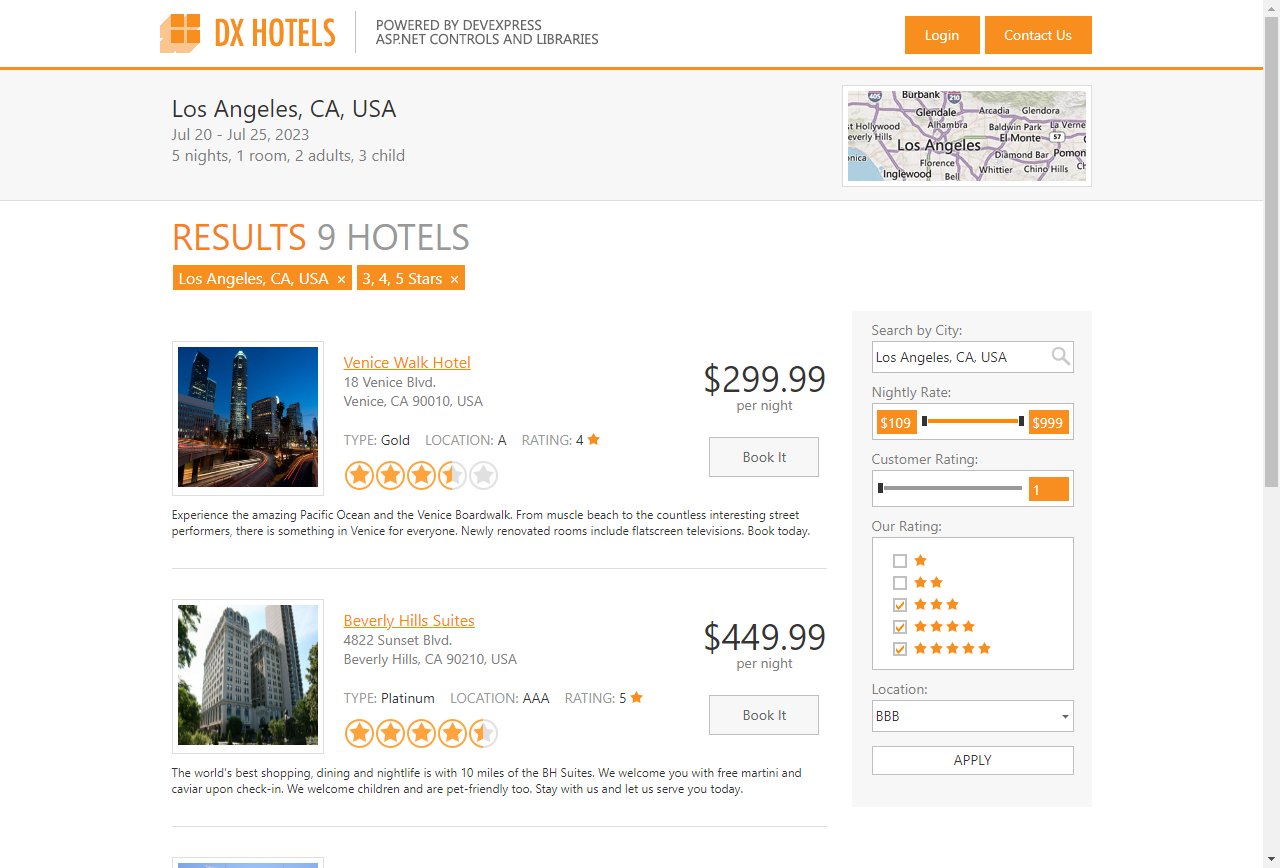 DX HOTELS
POWERED BY DEVEXPRESS
ASP.NET CONTROLS AND LIBRARIES
Login
Contact Us
Los Angeles, CA, USA
Jul 20 - Jul 25, 2023
5 nights, 1 room, 2 adults, 3 child
405
Burbank
210
Glendale
Arcadia
Glendora
st Hollywood
Alhambra
Baldwin Park
La Verne
everly Hills
El Monte
57
Los Angeles
nica
Florence
Diamond Bar
Pomon
Inglewood
Bell
Whittier
Chino Hills
Ch
RESULTS 9 HOTELS
Los Angeles, CA, USA ×
3, 4, 5 Stars ×
Venice Walk Hotel
18 Venice Blvd.
Venice, CA 90010, USA
TYPE: Gold LOCATION: A RATING: 4
$299.99
per night
Book It
Experience the amazing Pacific Ocean and the Venice Boardwalk. From muscle beach to the countless interesting street
performers, there is something in Venice for everyone. Newly renovated rooms include flatscreen televisions. Book today.
Beverly Hills Suites
4822 Sunset Blvd.
Beverly Hills, CA 90210, USA
TYPE: Platinum LOCATION: AAA RATING: 5
$449.99
per night
Book It
The world's best shopping, dining and nightlife is with 10 miles of the BH Suites. We welcome you with free martini and
caviar upon check-in. We welcome children and are pet-friendly too. Stay with us and let us serve you today.
Search by City:
Los Angeles, CA, USA
Nightly Rate:
$109
$999
Customer Rating:
1
Our Rating:
Location:
BBB
APPLY